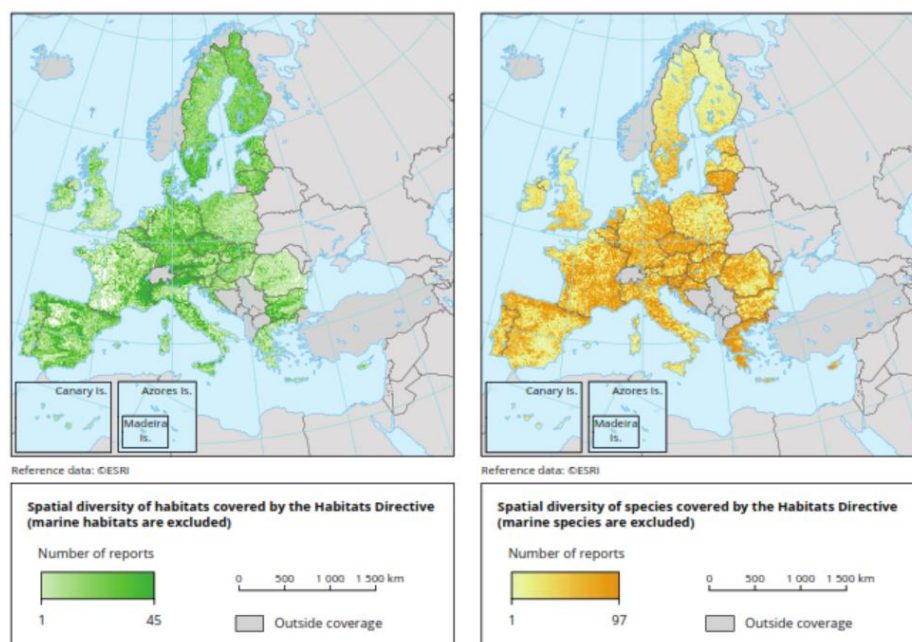 Canary Is.
Azores Is.
Madeira
Is.
Canary Is.
Azores Is.
Madeira
Is.
Reference data: ©ESRI
Reference data: ©ESRI
Spatial diversity of habitats covered by the Habitats Directive
(marine habitats are excluded)
Number of reports
1
45
0 500 1 000 1 500 km
Outside coverage
Spatial diversity of species covered by the Habitats Directive
(marine species are excluded)
Number of reports
1
97
0 500 1 000 1 500 km
Outside coverage